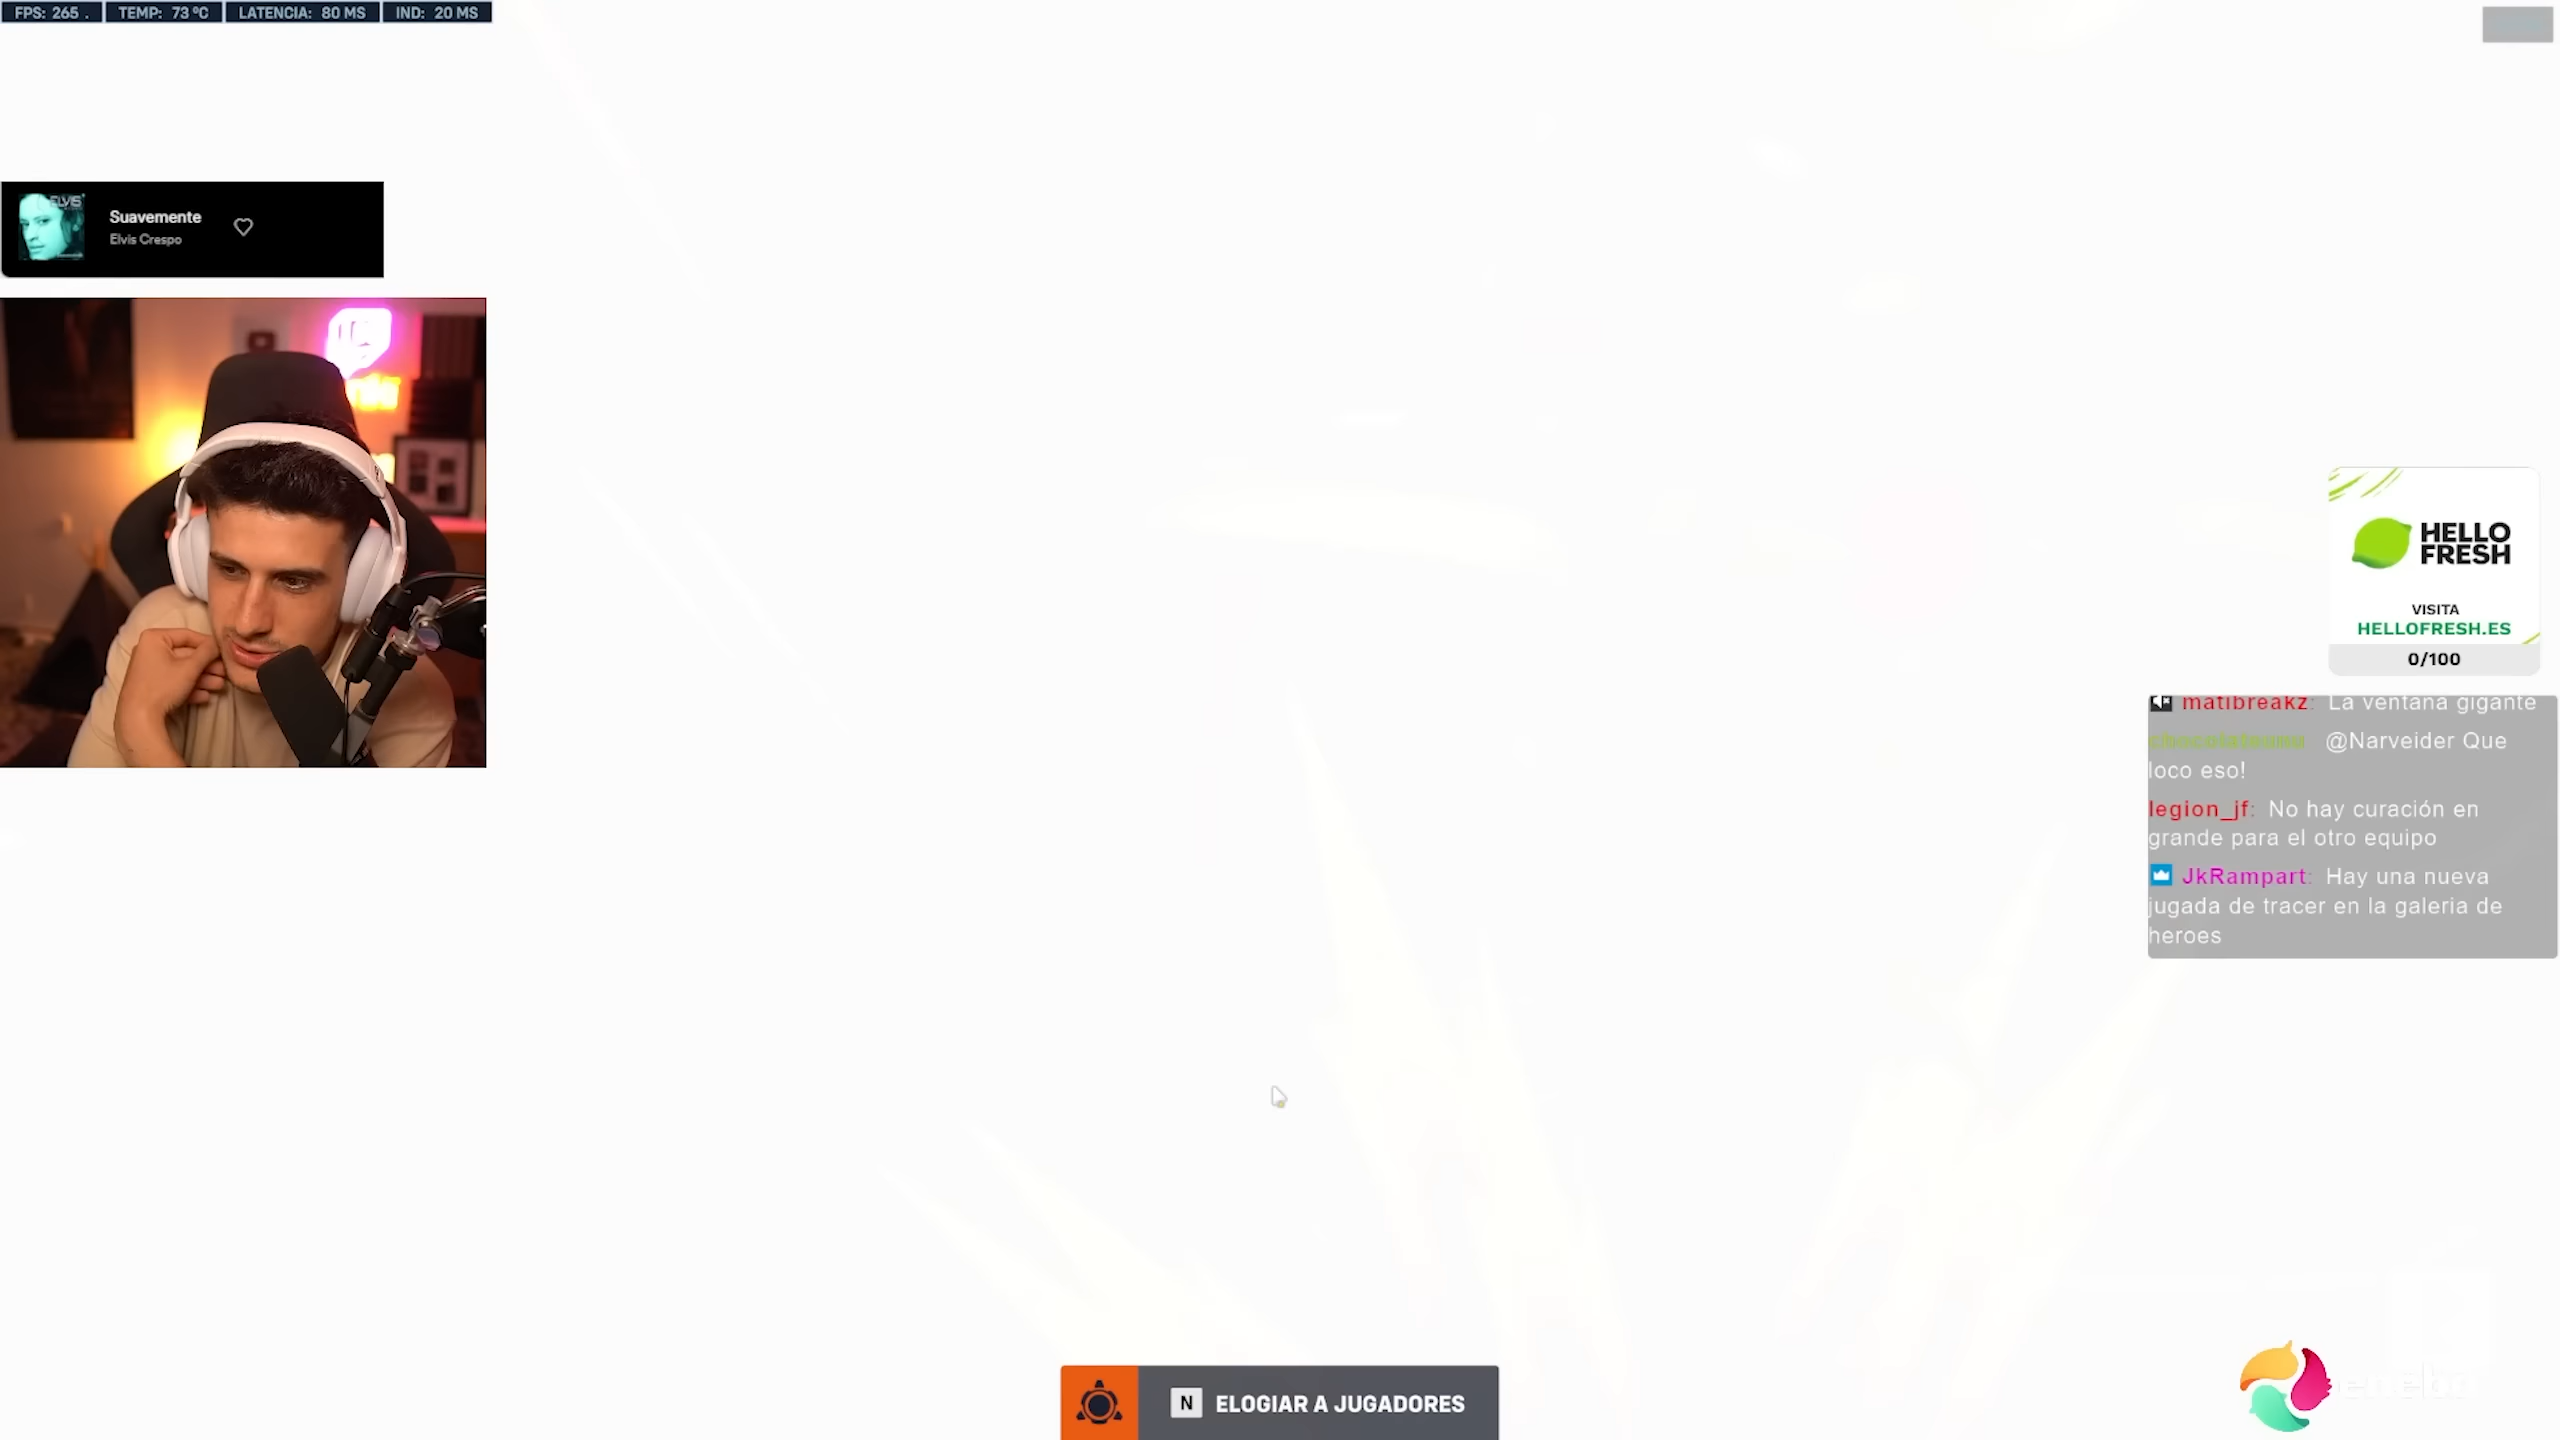 FPS: 265 . TEMP: 73 ºC LATENCIA: 80 MS IND: 20 MS
ELVIS
Suavemente
Elvis Crespo
HELLO
FRESH
VISITA
HELLOFRESH.ES
0/100
matibreakz: La ventana gigante
@Narveider Que
loco eso!
legion_jf: No hay curación en
grande para el otro equipo
JkRampart: Hay una nueva
jugada de tracer en la galeria de
heroes
N ELOGIAR A JUGADORES